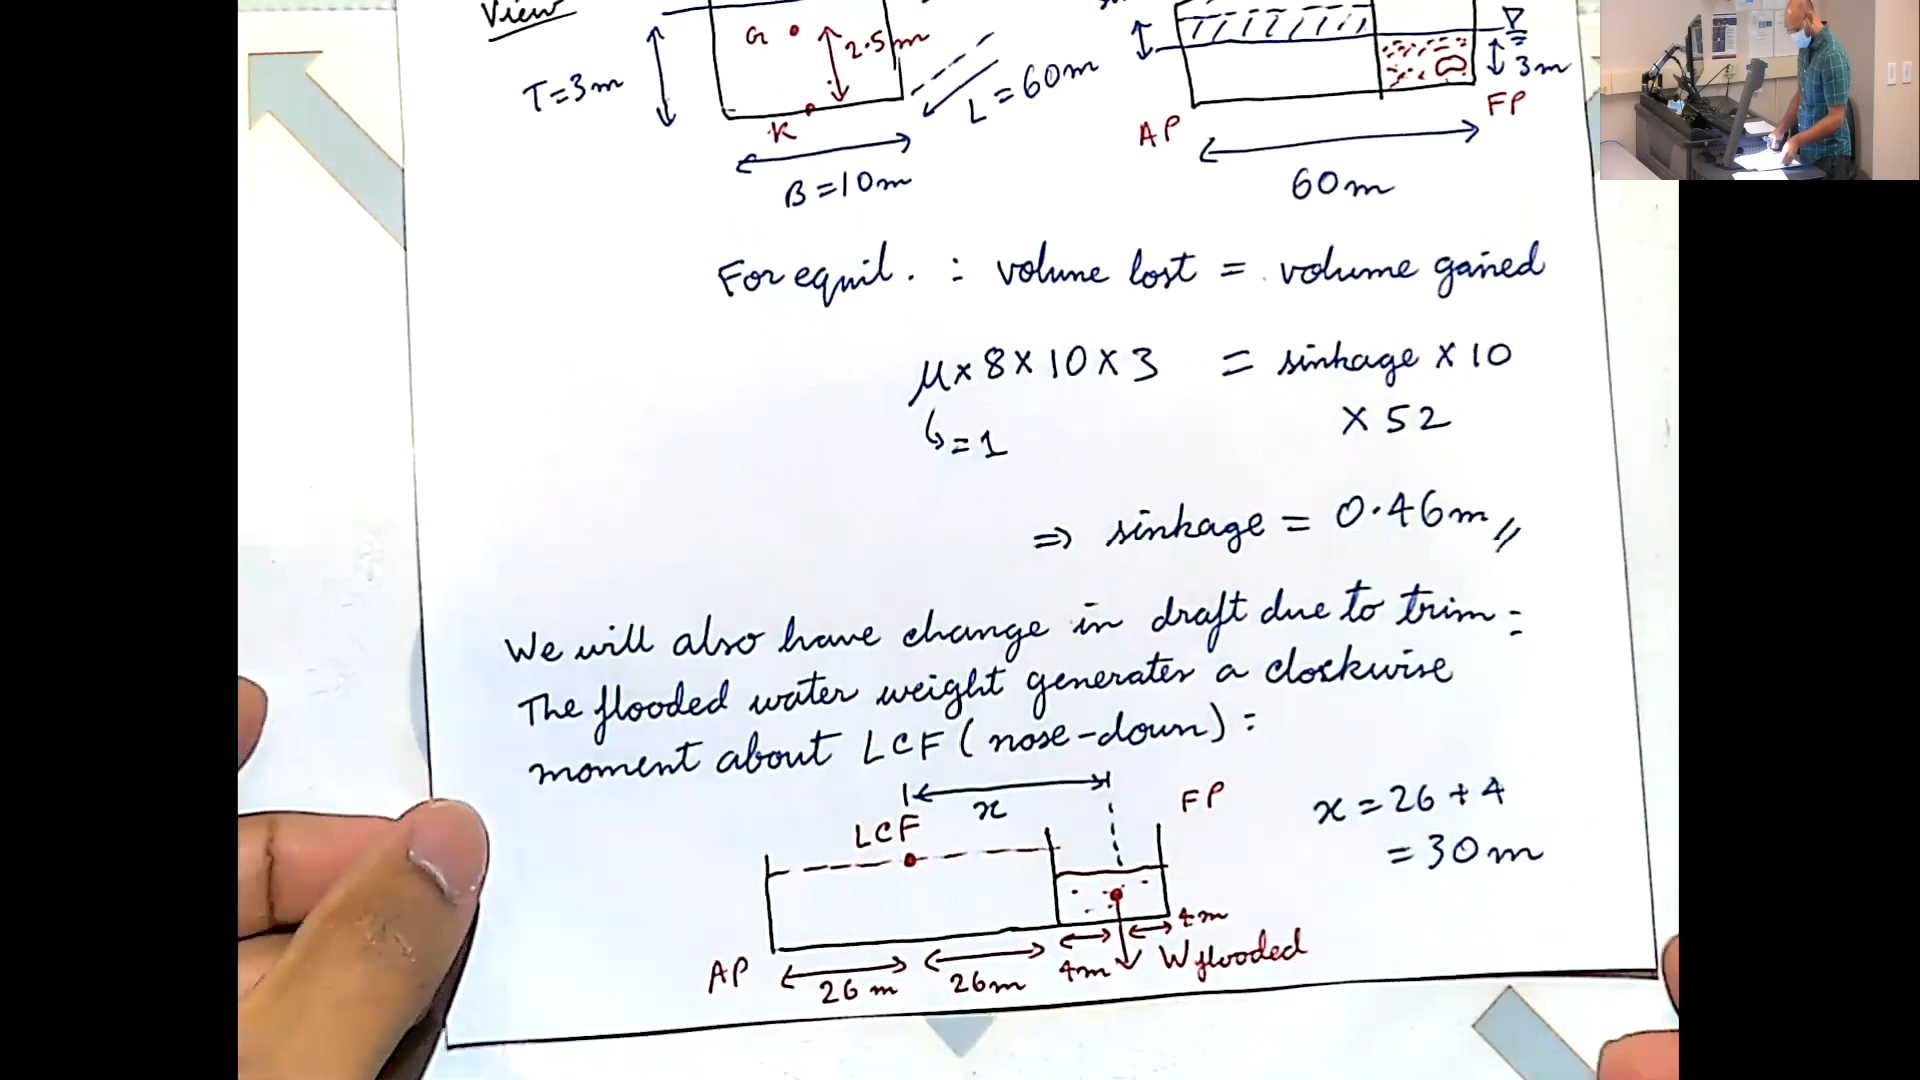 View
G
2.5m
T=3m
K
L=60m
B=10m
3m
AP
FP
60m
For equil. : volume lost = volume gained
μ×8×10×3 = sinkage ×10
↳=1
×52
⇒ sinkage = 0.46m
We will also have change in draft due to trim:
The flooded water weight generates a clockwise
moment about LCF (nose-down):
x
FP
x=26+4
LCF
=30m
4m
AP
26m
26m
4m
Wflooded